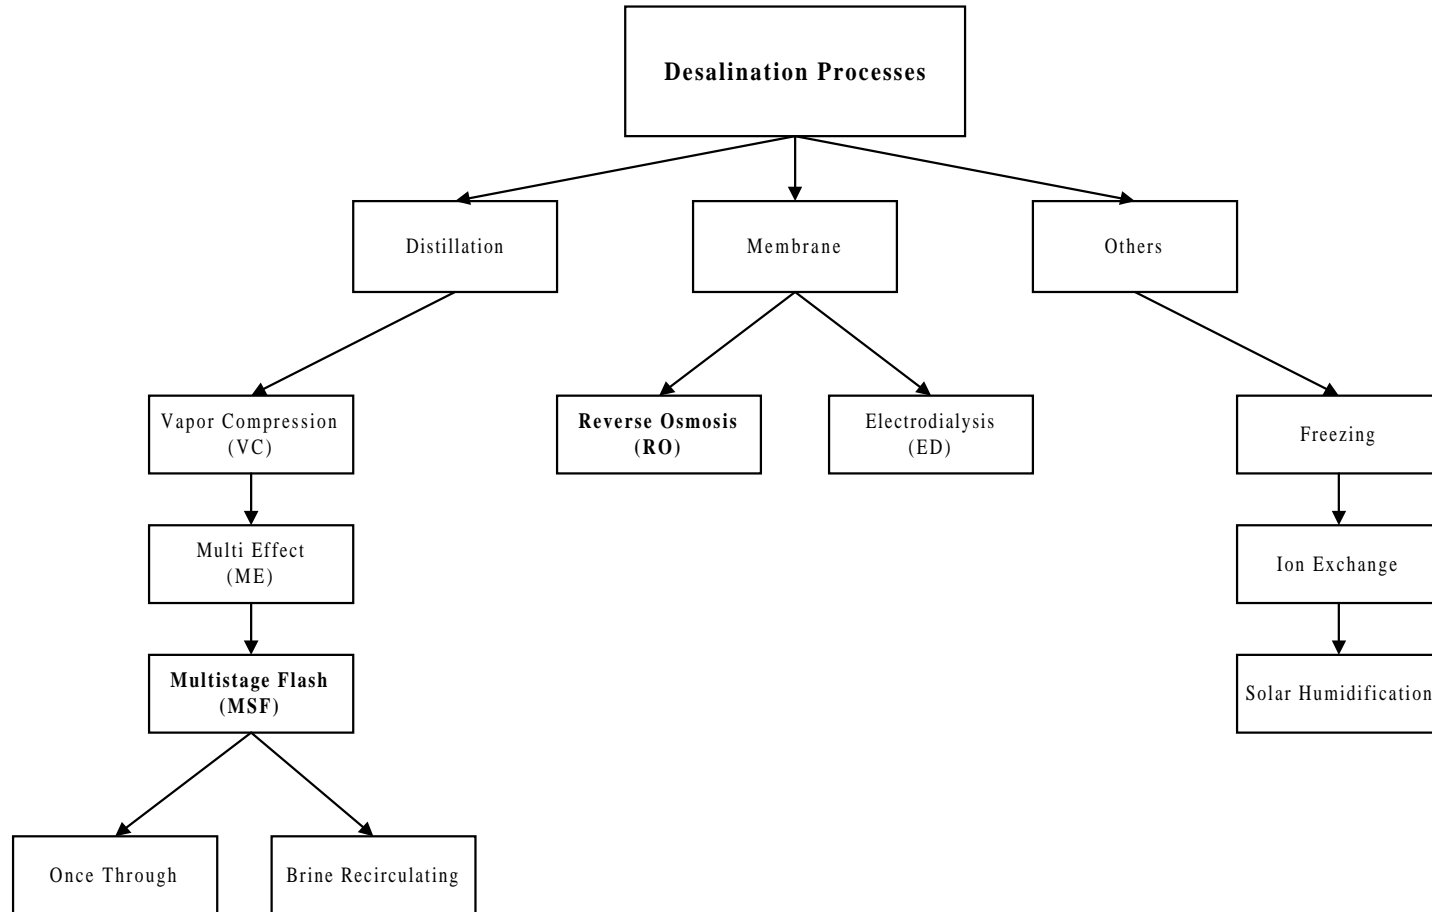 Desalination Processes
Distillation
Membrane
Others
Vapor Compression
(VC)
Reverse Osmosis
(RO)
Electrodialysis
(ED)
Freezing
Multi Effect
(ME)
Ion Exchange
Multistage Flash
(MSF)
Solar Humidification
Once Through
Brine Recirculating